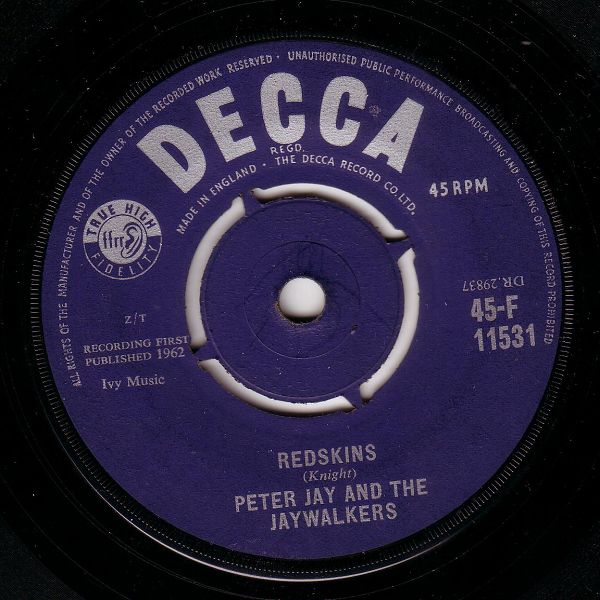 ALL RIGHTS OF THE MANUFACTURER AND OF THE OWNER OF THE RECORDED WORK RESERVED · UNAUTHORISED PUBLIC PERFORMANCE BROADCASTING AND COPYING OF THIS RECORD PROHIBITED
DECCA
REGD.
MADE IN ENGLAND · THE DECCA RECORD CO., LTD.
45 RPM
TRUE HIGH
ffrr
FIDELITY
DR.29837
45-F
11531
Z/T
RECORDING FIRST
PUBLISHED 1962
Ivy Music
REDSKINS
(Knight)
PETER JAY AND THE
JAYWALKERS